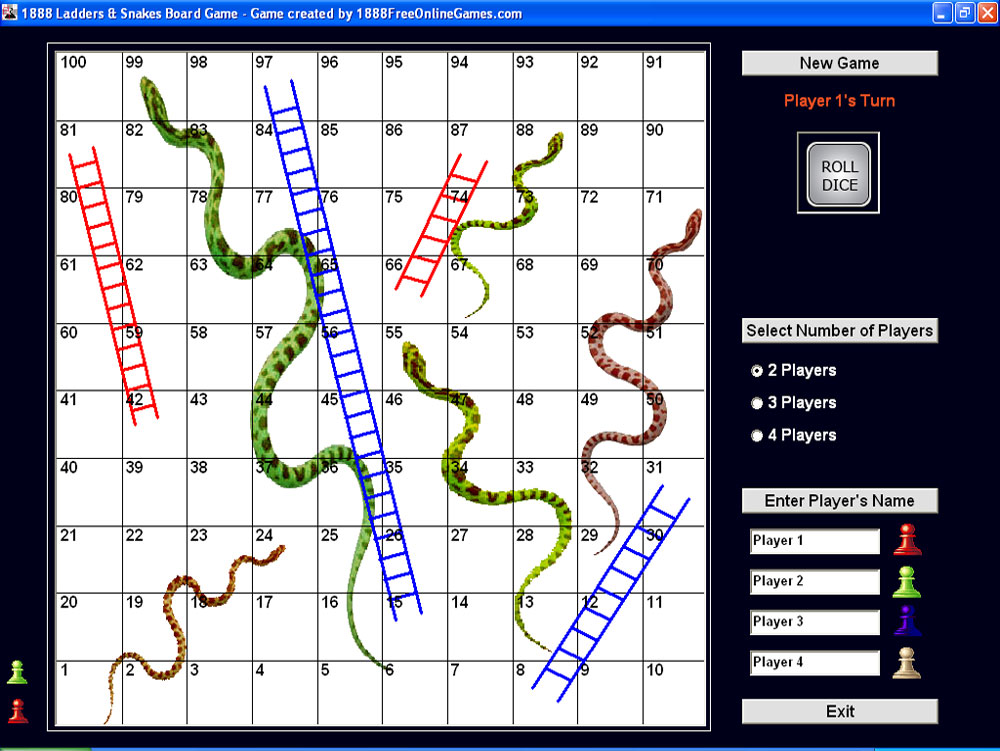 1888 Ladders & Snakes Board Game - Game created by 1888FreeOnlineGames.com
100 99 98 97 96 95 94 93 92 91
81 82 83 84 85 86 87 88 89 90
80 79 78 77 76 75 74 73 72 71
61 62 63 64 65 66 67 68 69 70
60 59 58 57 56 55 54 53 52 51
41 42 43 44 45 46 47 48 49 50
40 39 38 37 36 35 34 33 32 31
21 22 23 24 25 26 27 28 29 30
20 19 18 17 16 15 14 13 12 11
1 2 3 4 5 6 7 8 9 10
New Game
Player 1's Turn
ROLL
DICE
Select Number of Players
2 Players
3 Players
4 Players
Enter Player's Name
Player 1
Player 2
Player 3
Player 4
Exit